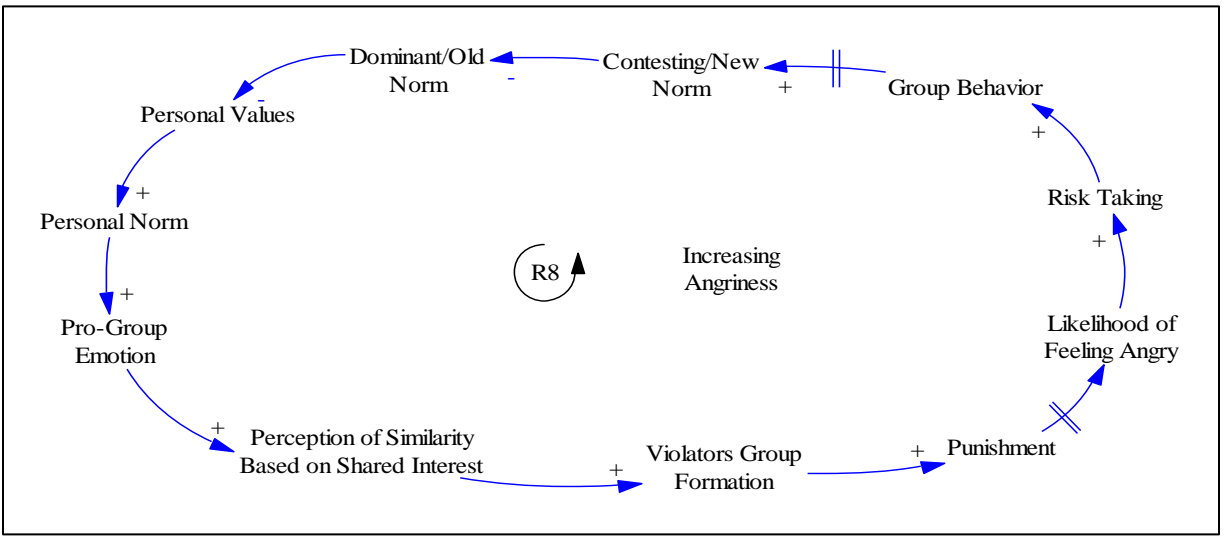 Dominant/Old
Norm
Contesting/New
Norm
Group Behavior
Personal Values
-
-
+
+
+
Personal Norm
Risk Taking
+
R8
Increasing
Angriness
+
Pro-Group
Emotion
Likelihood of
Feeling Angry
+
Perception of Similarity
Based on Shared Interest
+
Violators Group
Formation
+
Punishment